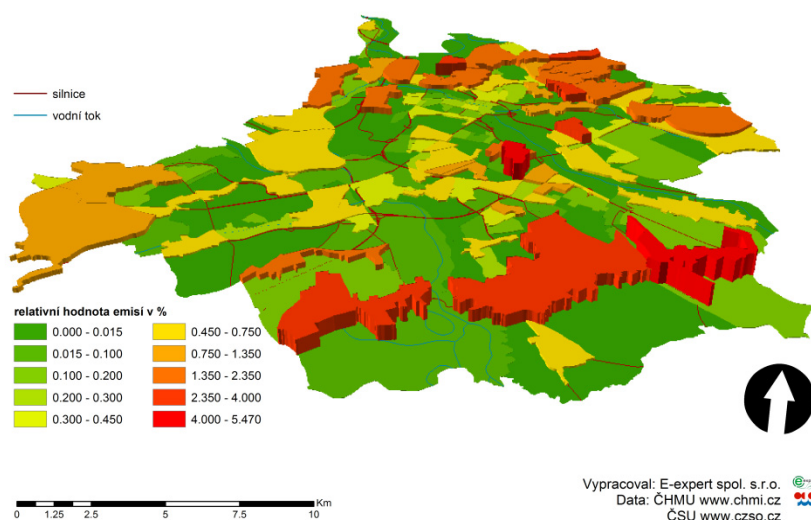 silnice
vodní tok
relativní hodnota emisí v %
0.000 - 0.015
0.015 - 0.100
0.100 - 0.200
0.200 - 0.300
0.300 - 0.450
0.450 - 0.750
0.750 - 1.350
1.350 - 2.350
2.350 - 4.000
4.000 - 5.470
Km
0 1.25 2.5 5 7.5 10
Vypracoval: E-expert spol. s.r.o.
Data: ČHMU www.chmi.cz
ČSU www.czso.cz